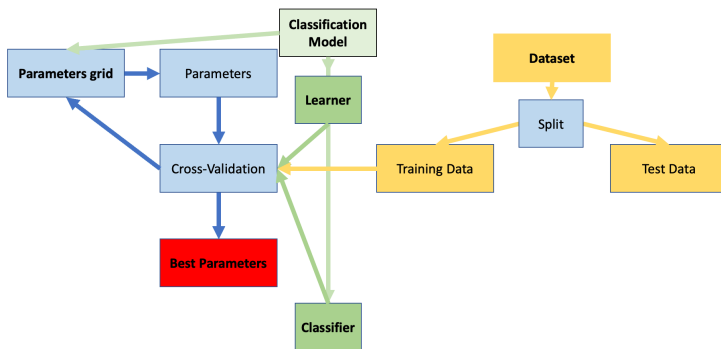 Classification
Model
Dataset
Parameters grid
Parameters
Learner
Split
Cross-Validation
Training Data
Test Data
Best Parameters
Classifier